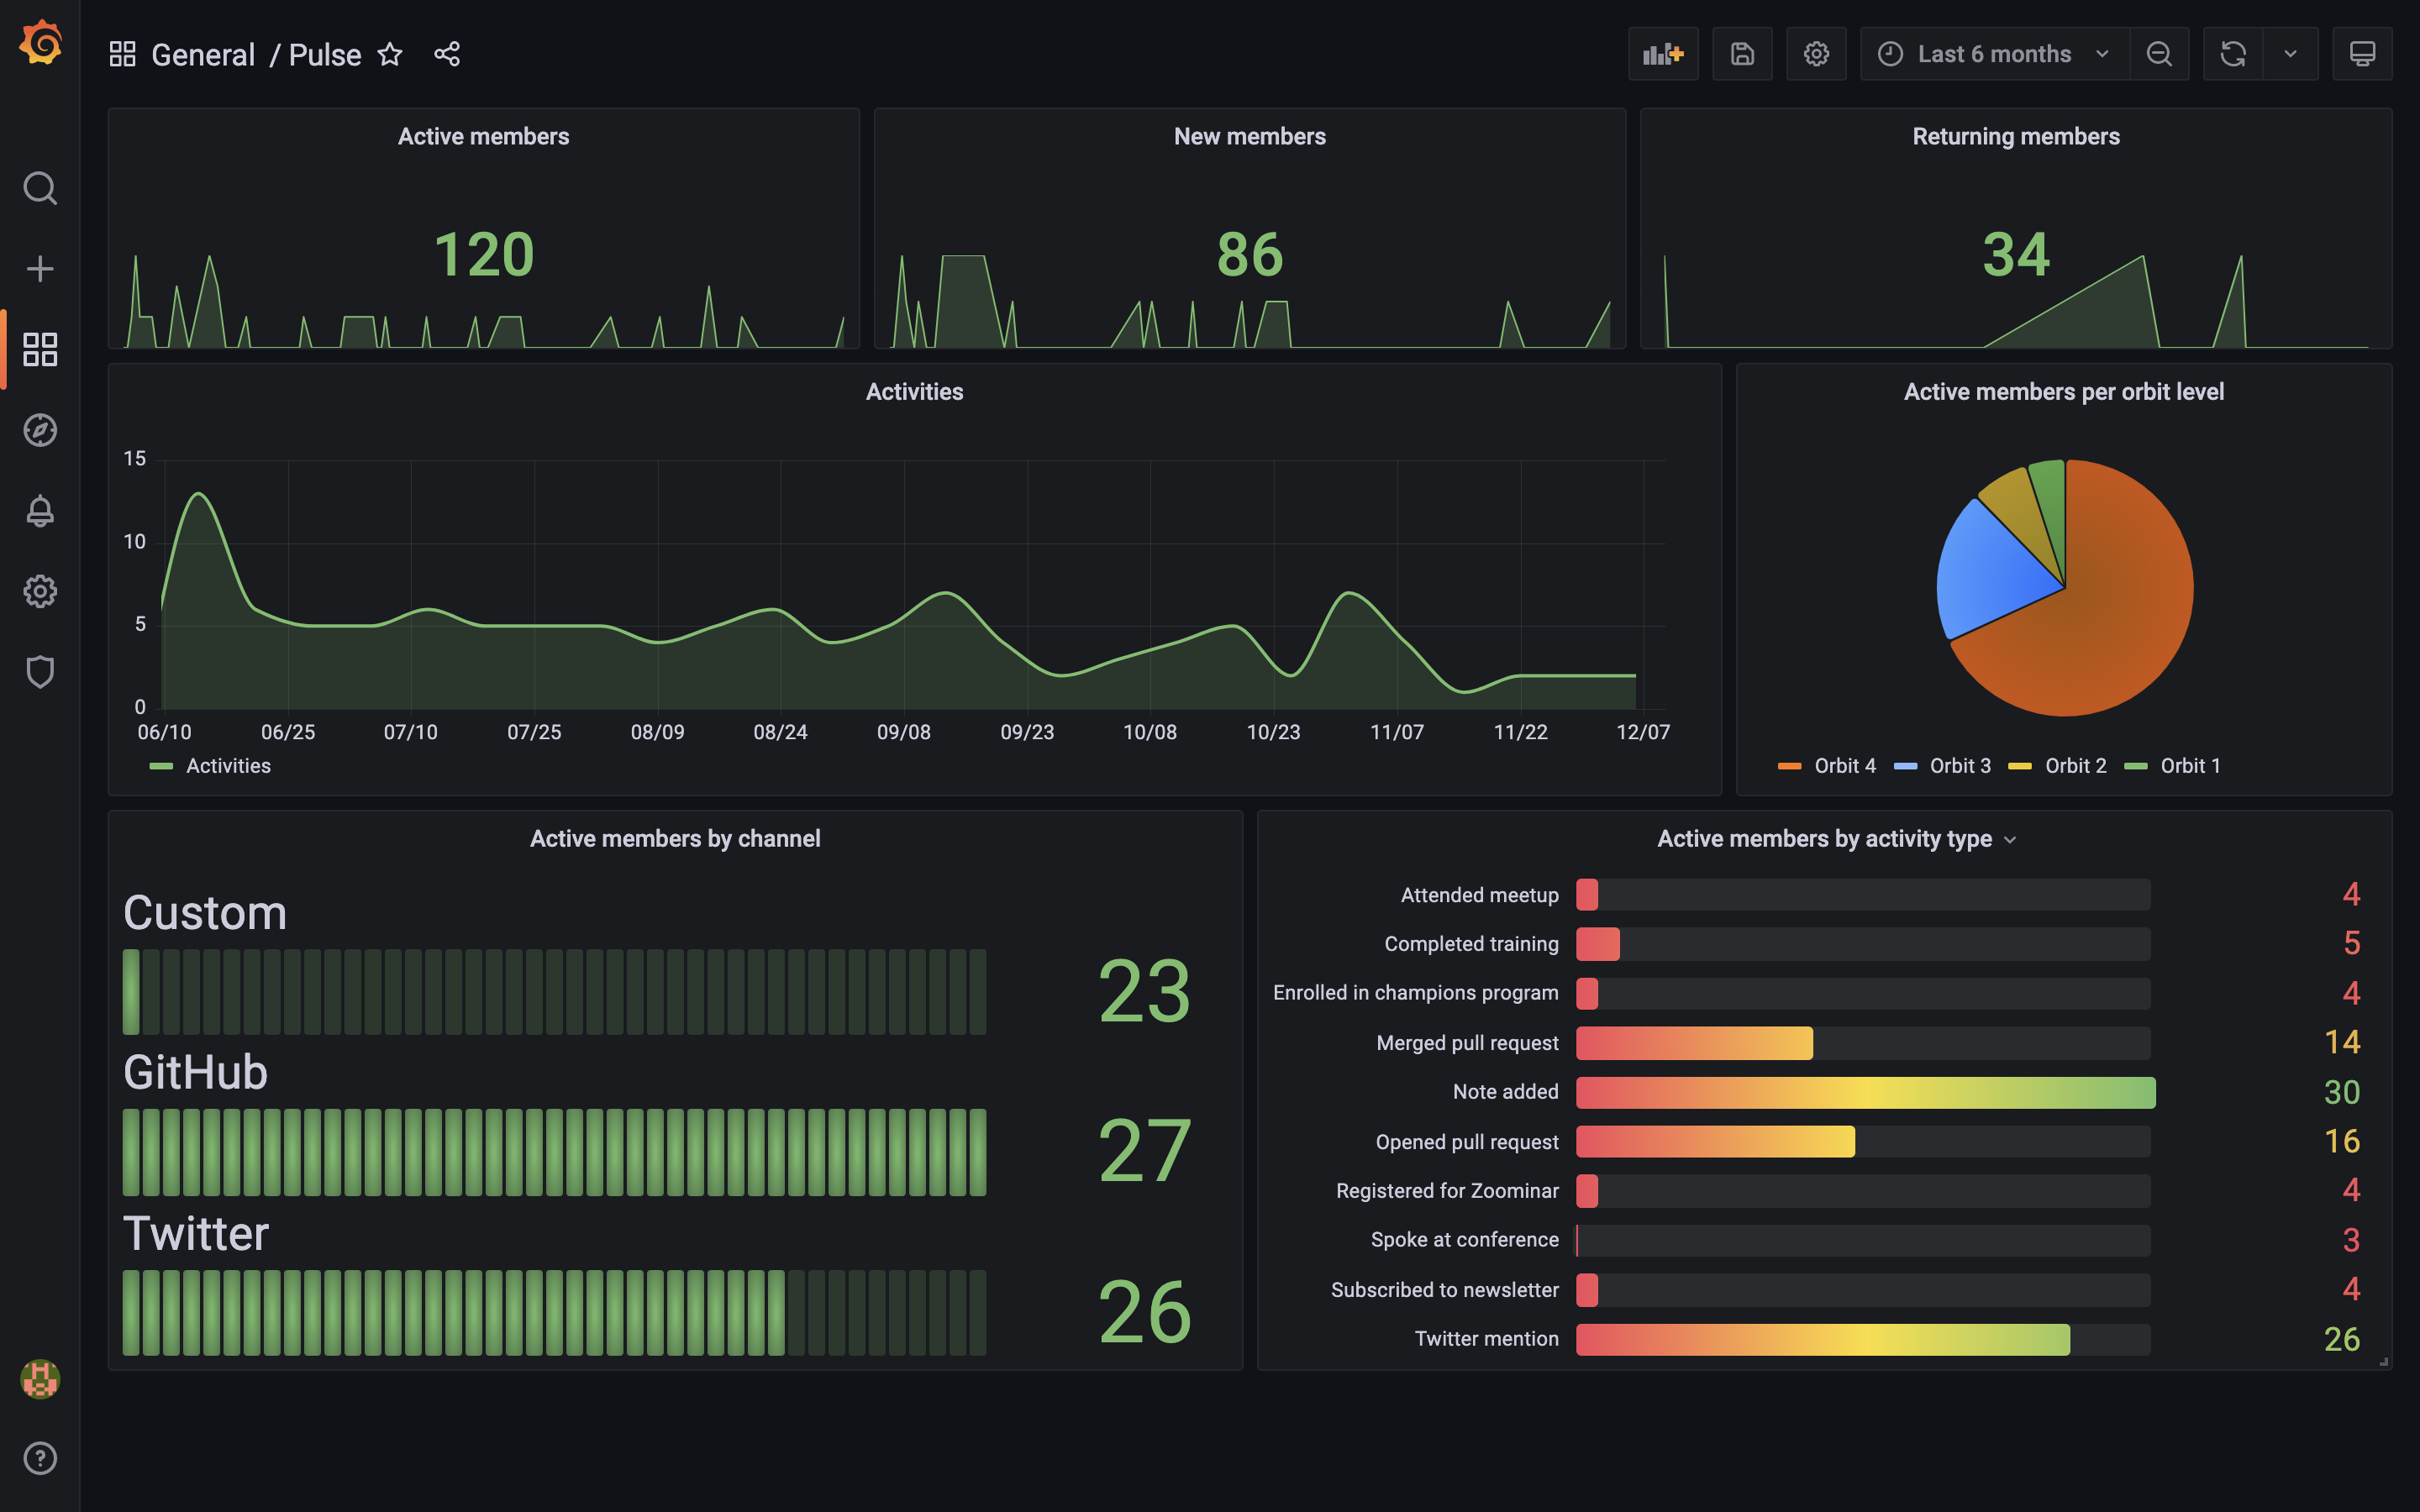 General / Pulse
Last 6 months
Active members
120
New members
86
Returning members
34
Activities
15
10
5
0
06/10 06/25 07/10 07/25 08/09 08/24 09/08 09/23 10/08 10/23 11/07 11/22 12/07
Activities
Active members per orbit level
Orbit 4 Orbit 3 Orbit 2 Orbit 1
Active members by channel
Custom
23
GitHub
27
Twitter
26
Active members by activity type
Attended meetup 4
Completed training 5
Enrolled in champions program 4
Merged pull request 14
Note added 30
Opened pull request 16
Registered for Zoominar 4
Spoke at conference 3
Subscribed to newsletter 4
Twitter mention 26